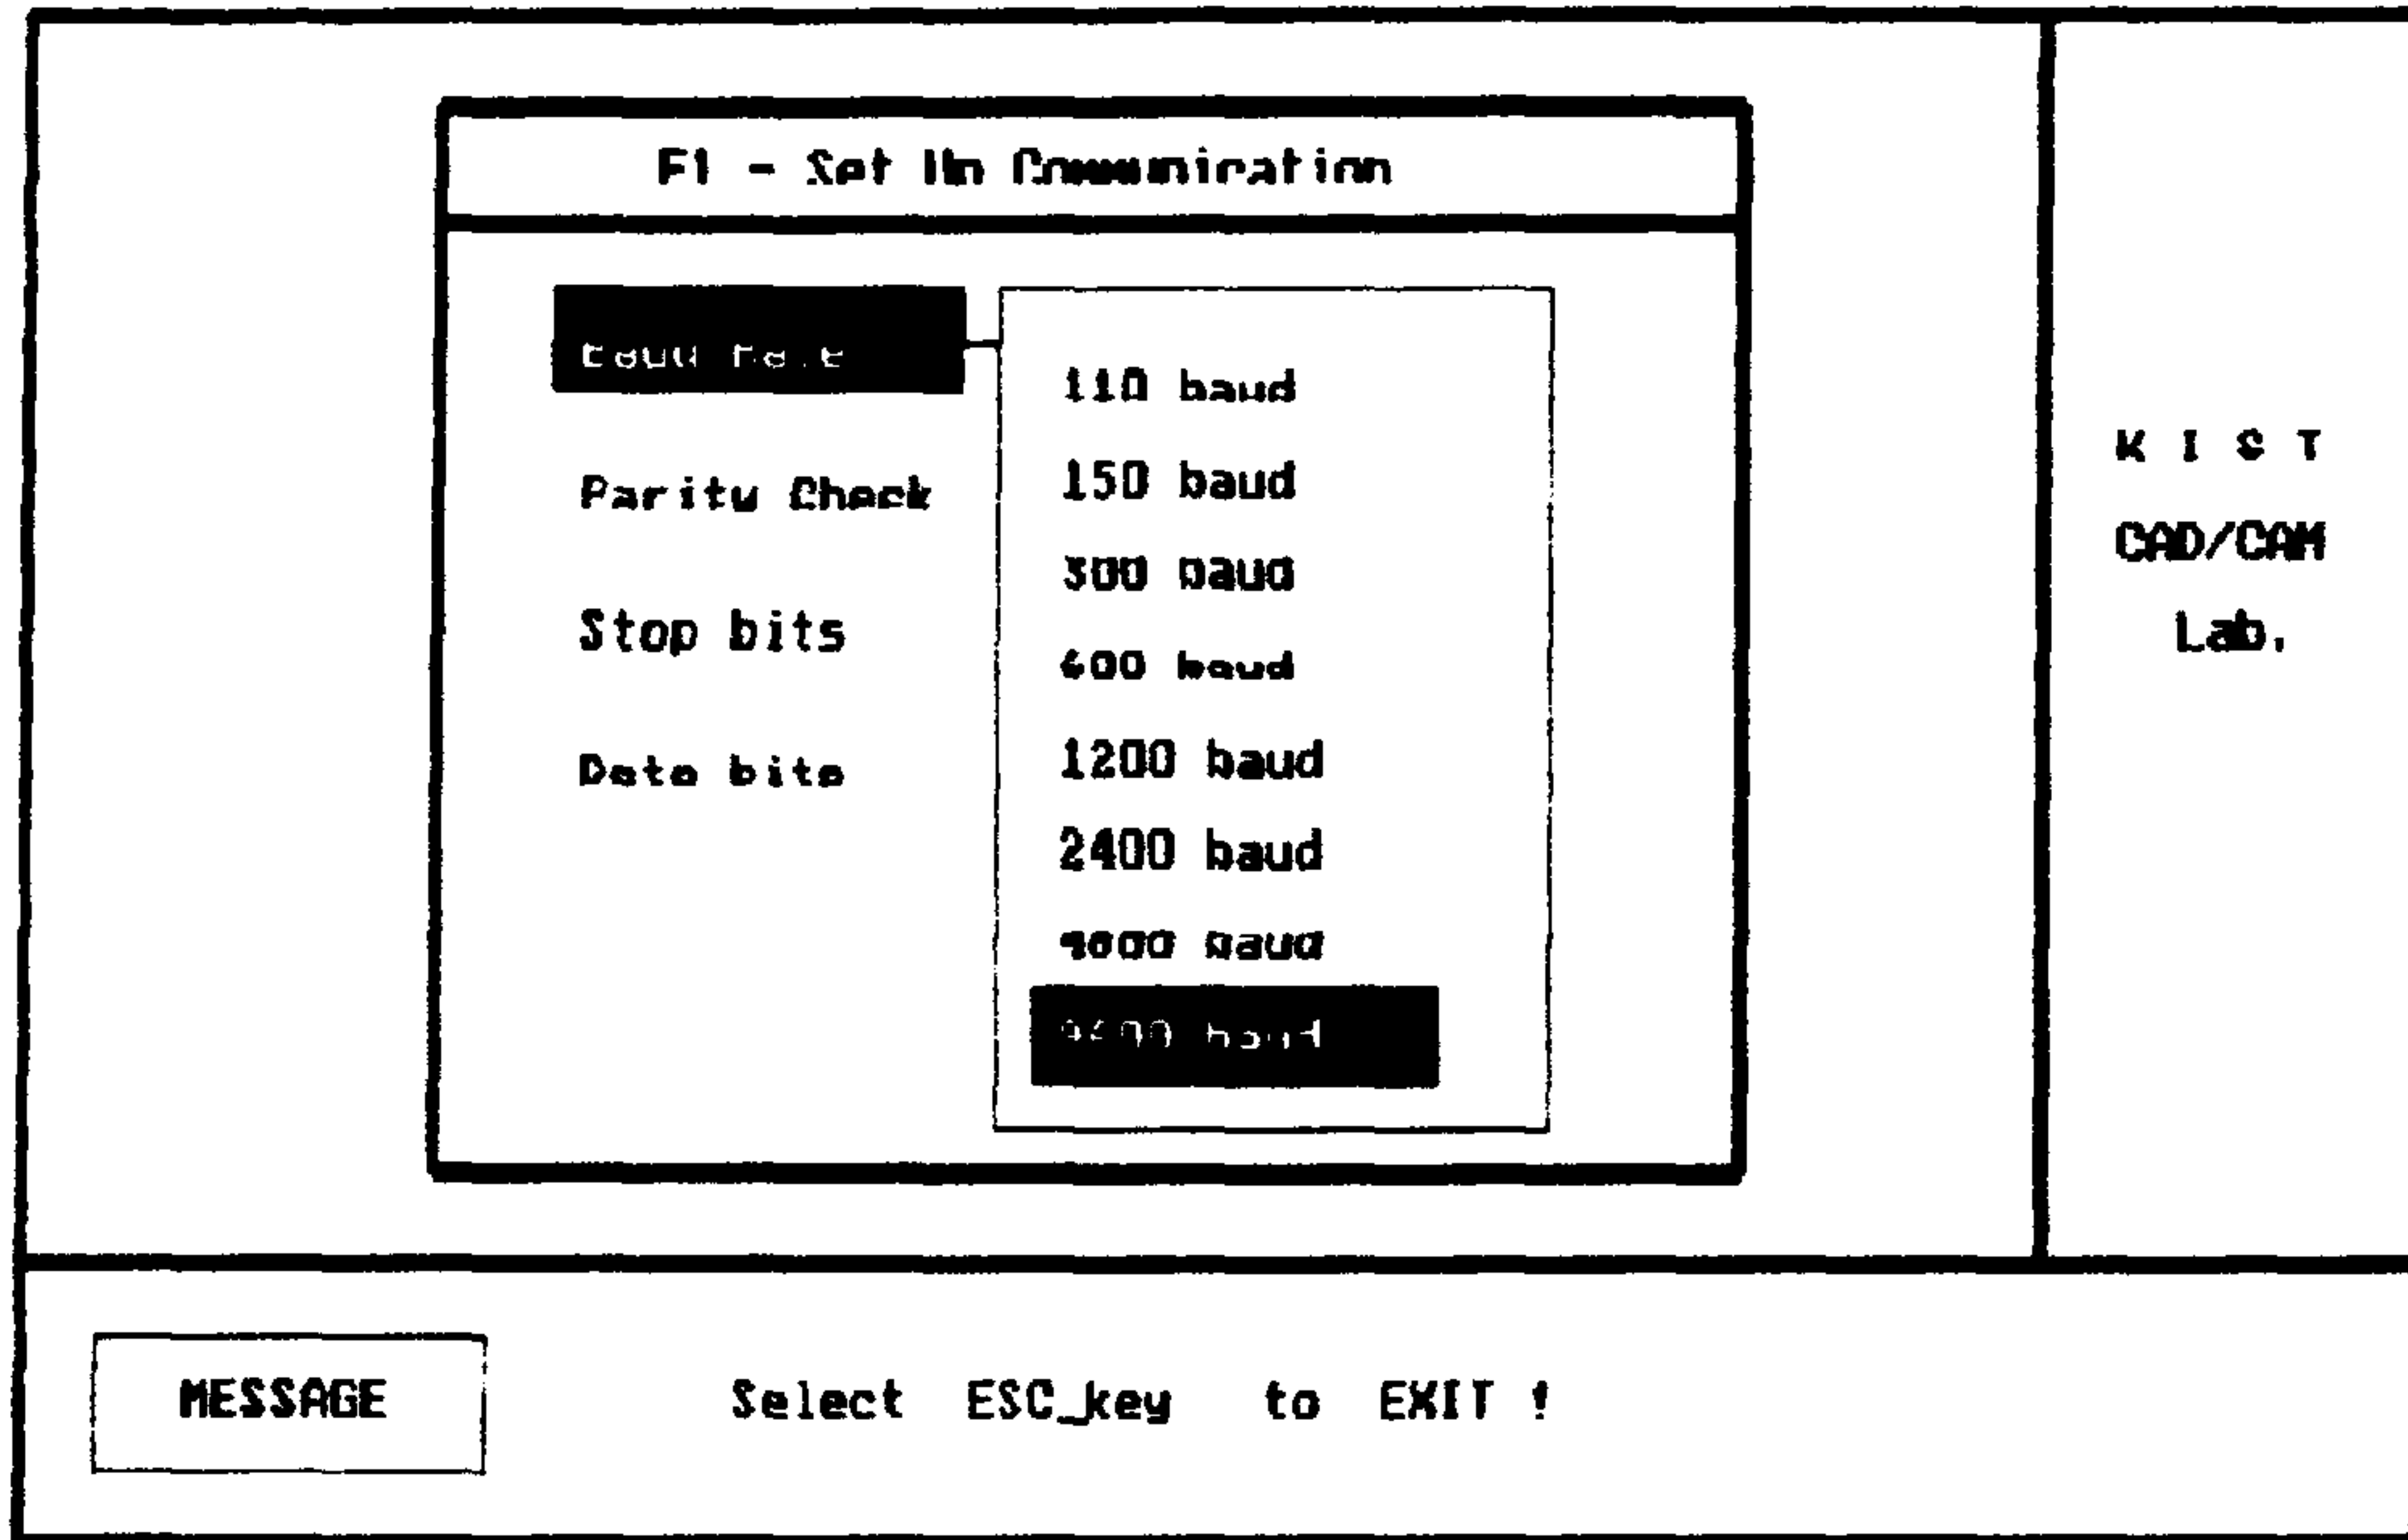 F1 - Set Up Communication
Baud Rate
110 baud
150 baud
Parity Check
300 baud
Stop bits
600 baud
1200 baud
Data bits
2400 baud
4800 baud
9600 baud
K I S T
CAD/CAM
Lab.
MESSAGE
Select ESC_key to EXIT !